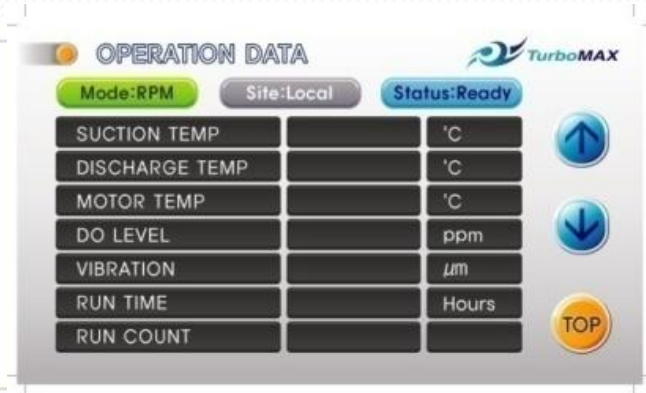 OPERATION DATA
TurboMAX
Mode:RPM
Site:Local
Status:Ready
SUCTION TEMP 'C
DISCHARGE TEMP 'C
MOTOR TEMP 'C
DO LEVEL ppm
VIBRATION μm
RUN TIME Hours
RUN COUNT
TOP